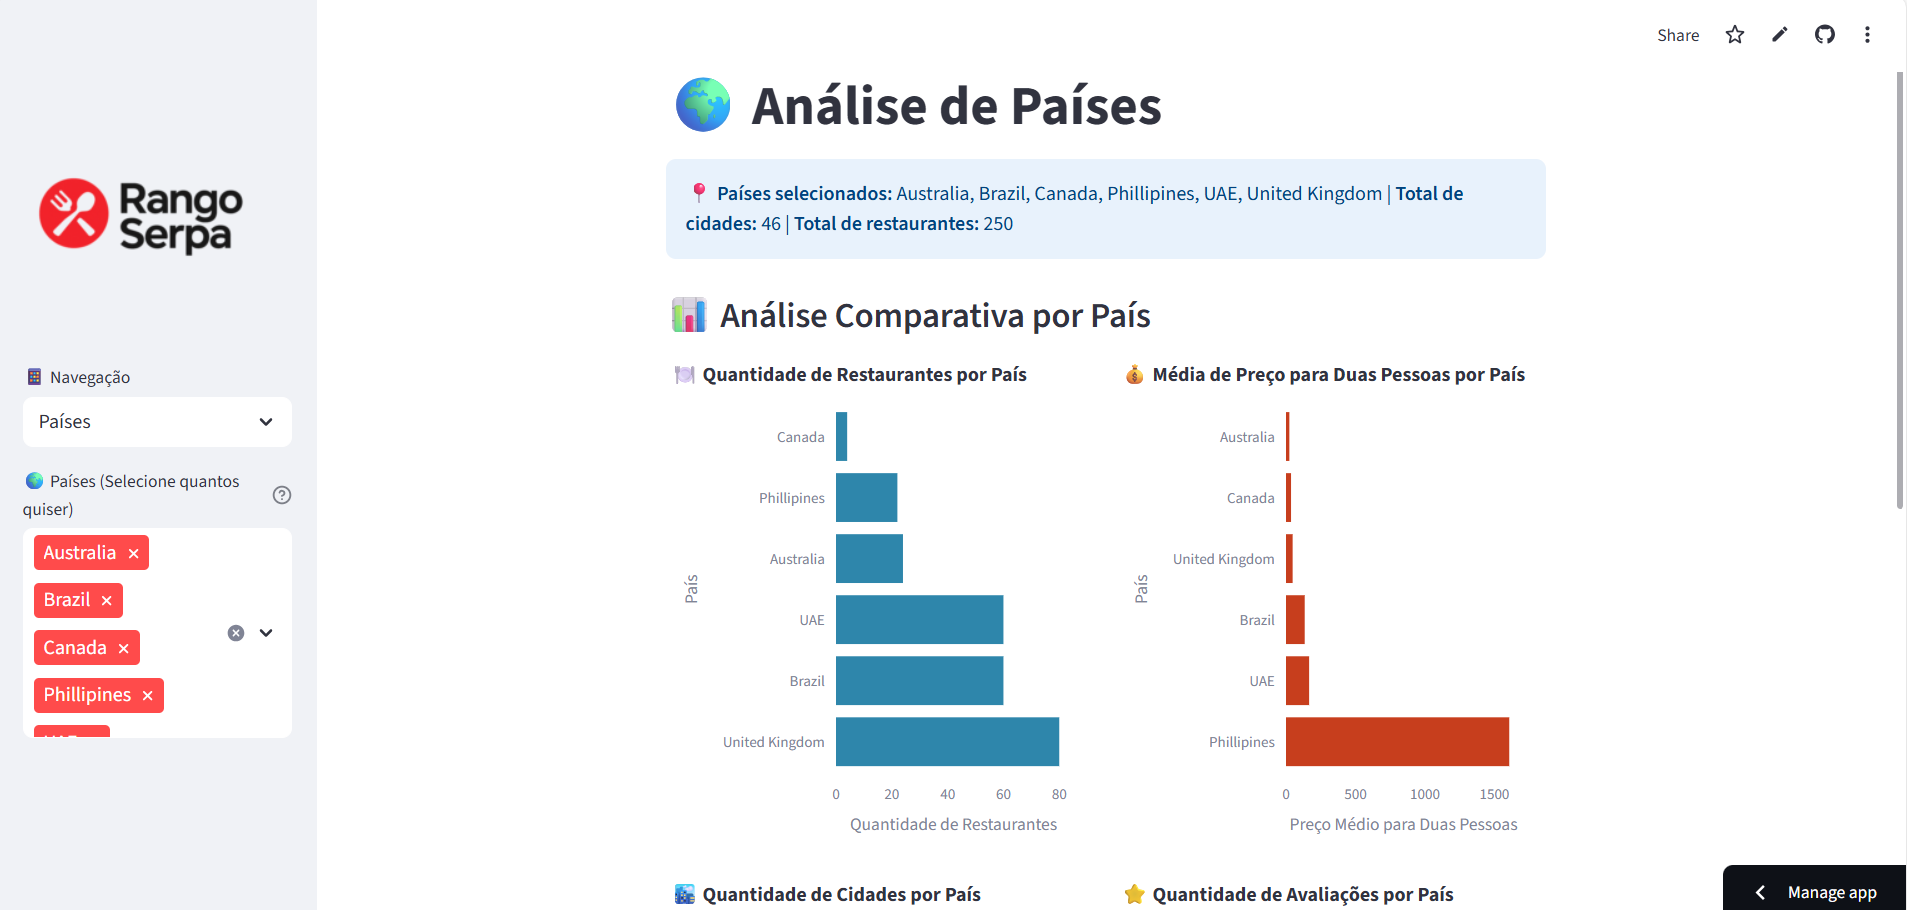 Share
Rango
Serpa
Navegação
Países
Países (Selecione quantos
quiser)
Australia
Brazil
Canada
Phillipines
Análise de Países
Países selecionados: Australia, Brazil, Canada, Phillipines, UAE, United Kingdom | Total de
cidades: 46 | Total de restaurantes: 250
Análise Comparativa por País
Quantidade de Restaurantes por País
País
Canada
Phillipines
Australia
UAE
Brazil
United Kingdom
0 20 40 60 80
Quantidade de Restaurantes
Média de Preço para Duas Pessoas por País
País
Australia
Canada
United Kingdom
Brazil
UAE
Phillipines
0 500 1000 1500
Preço Médio para Duas Pessoas
Quantidade de Cidades por País
Quantidade de Avaliações por País
Manage app